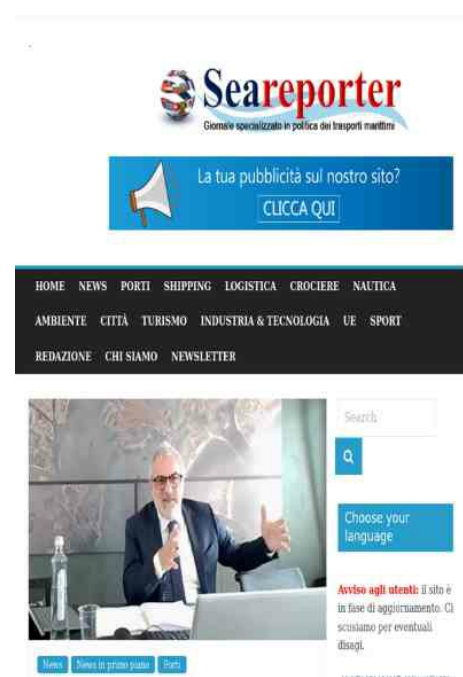 Seareporter
Giornale specializzato in politica dei trasporti marittimi
La tua pubblicità sul nostro sito?
CLICCA QUI
HOME NEWS PORTI SHIPPING LOGISTICA CROCIERE NAUTICA
AMBIENTE CITTÀ TURISMO INDUSTRIA & TECNOLOGIA UE SPORT
REDAZIONE CHI SIAMO NEWSLETTER
Search
Choose your
language
Avviso agli utenti: il sito è
in fase di aggiornamento. Ci
scusiamo per eventuali
disagi.
News News in primo piano Porti